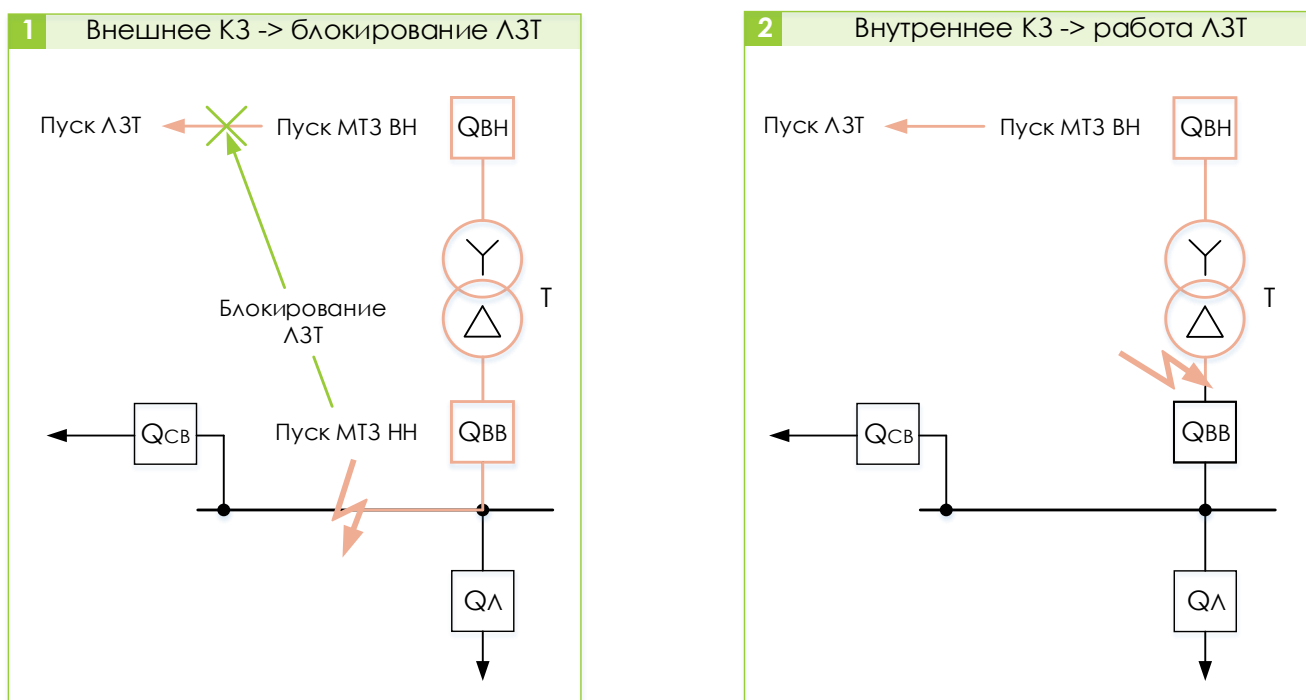 1 Внешнее КЗ -> блокирование ЛЗТ
Пуск ЛЗТ
Пуск МТЗ ВН
QВН
Т
Блокирование
ЛЗТ
QСВ
Пуск МТЗ НН
QВВ
QЛ
2 Внутреннее КЗ -> работа ЛЗТ
Пуск ЛЗТ
Пуск МТЗ ВН
QВН
Т
QСВ
QВВ
QЛ